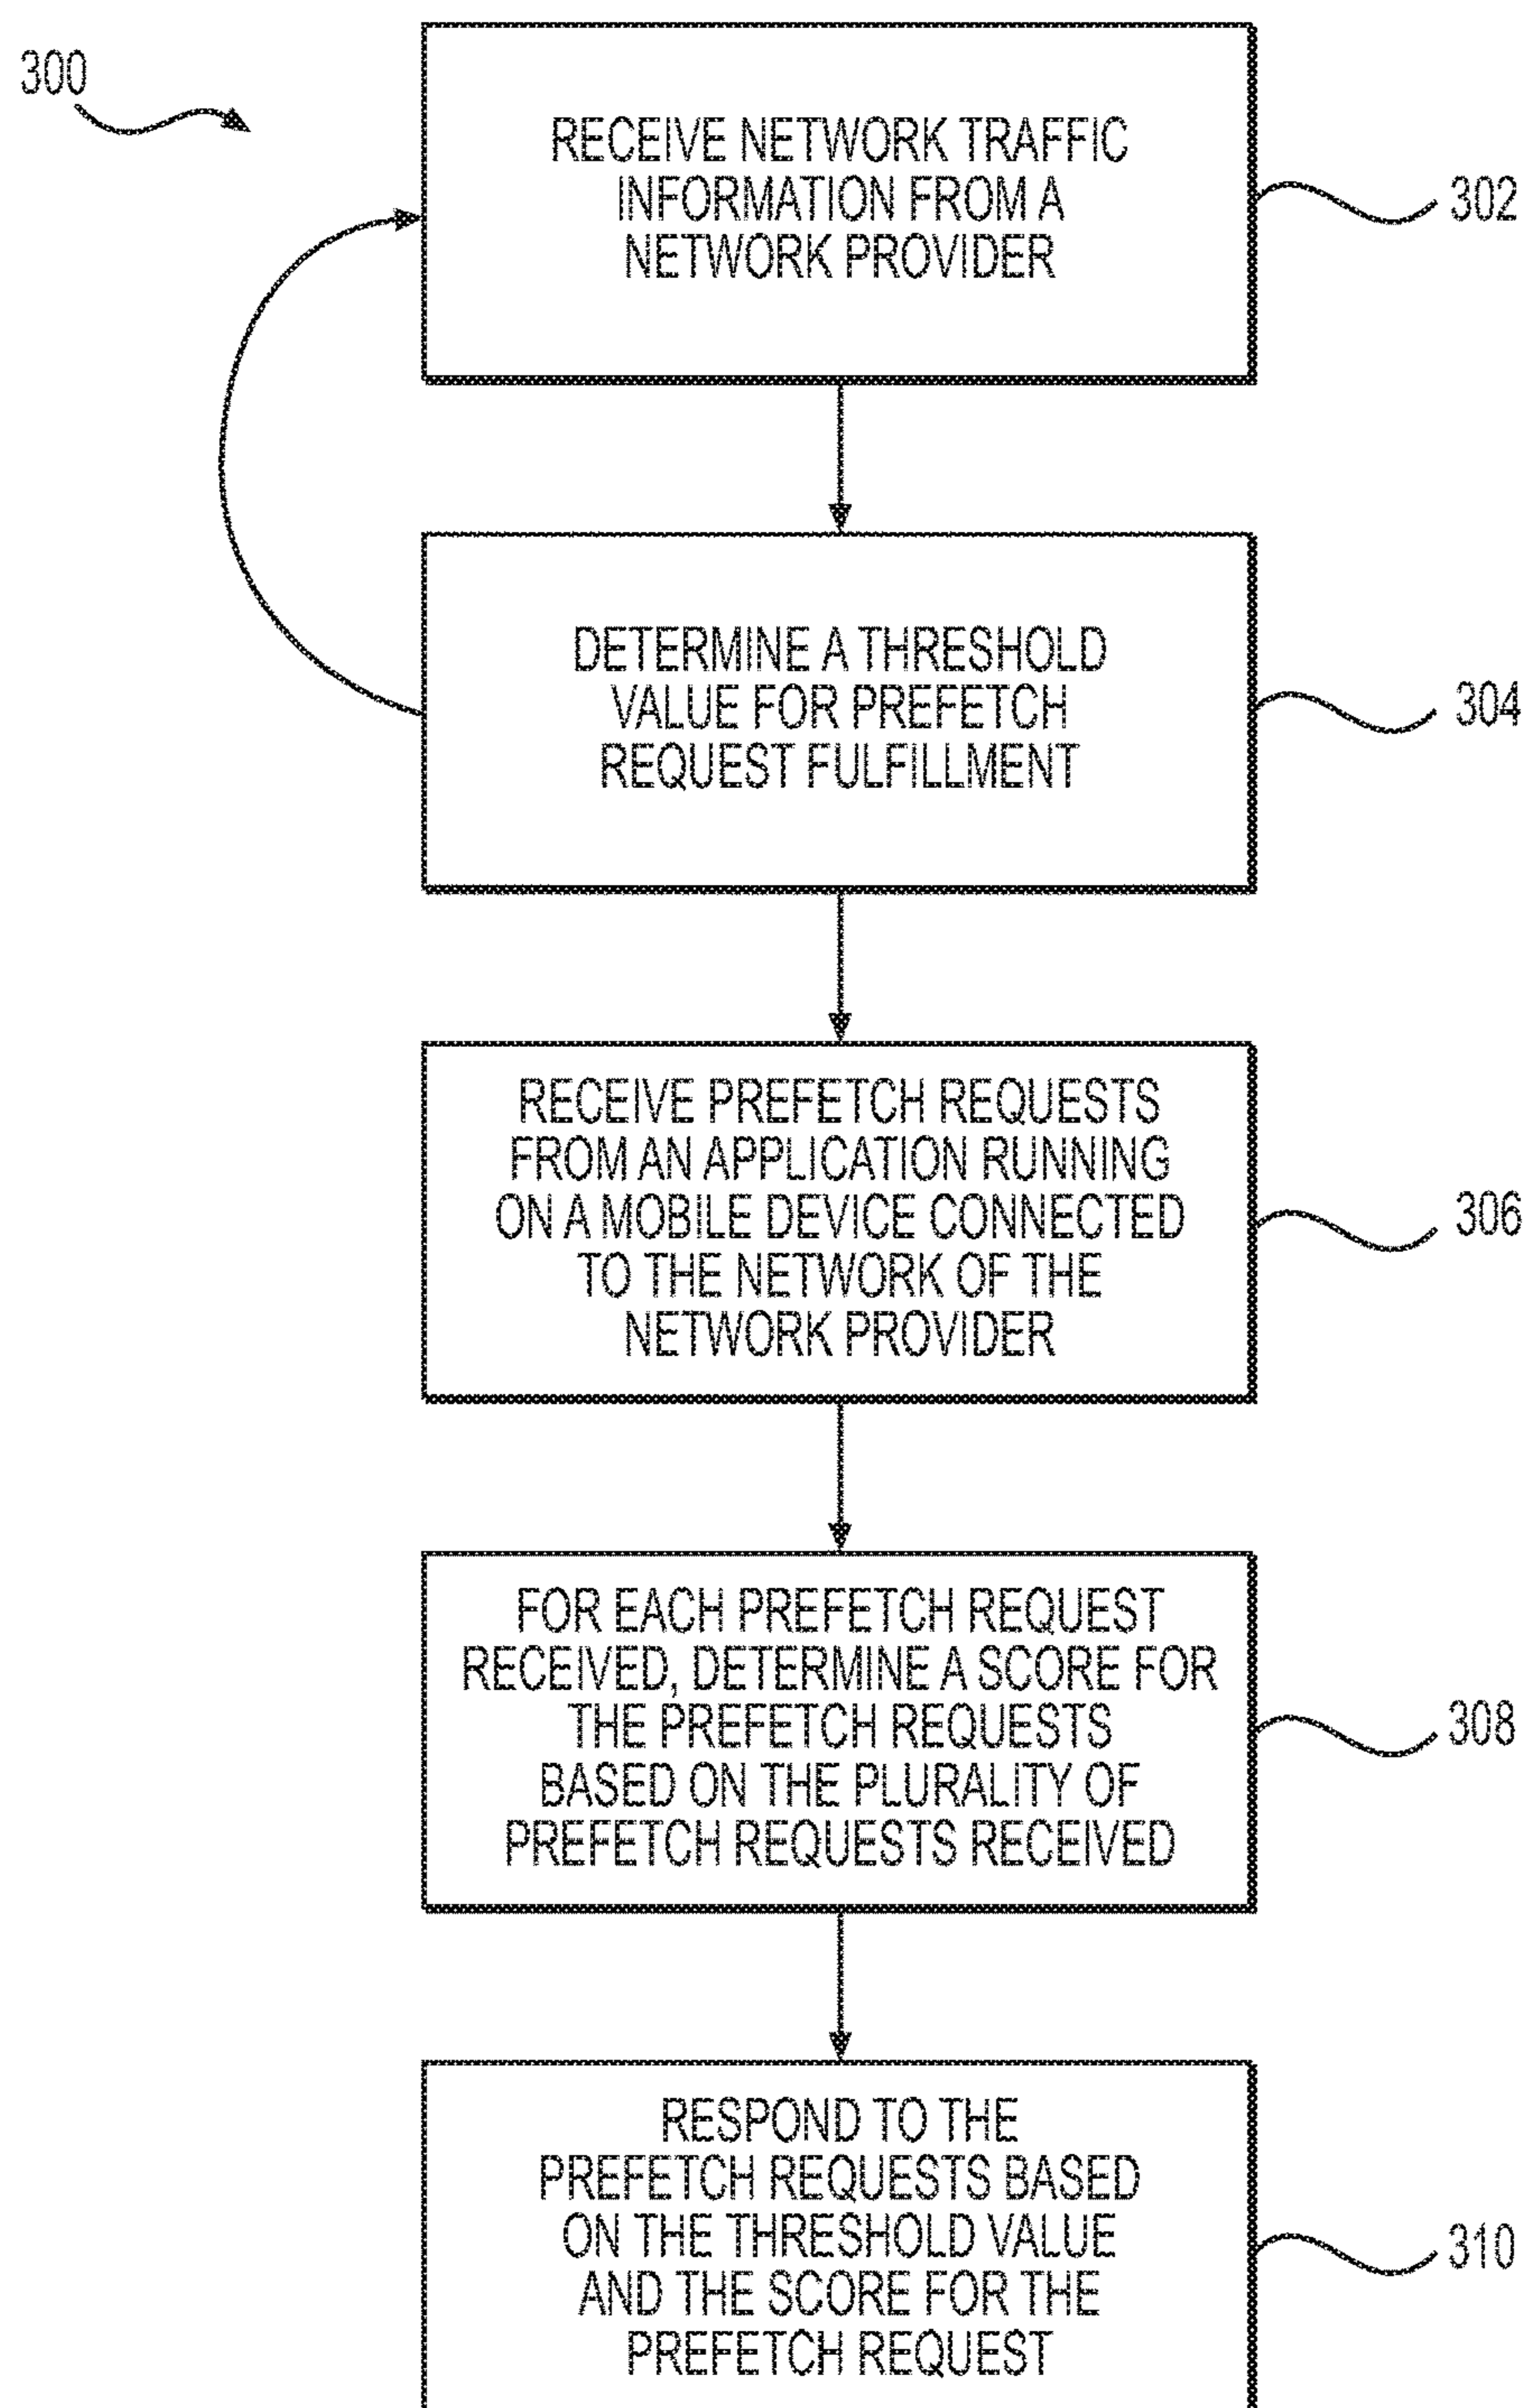 300
RECEIVE NETWORK TRAFFIC
INFORMATION FROM A
NETWORK PROVIDER
302
DETERMINE A THRESHOLD
VALUE FOR PREFETCH
REQUEST FULFILLMENT
304
RECEIVE PREFETCH REQUESTS
FROM AN APPLICATION RUNNING
ON A MOBILE DEVICE CONNECTED
TO THE NETWORK OF THE
NETWORK PROVIDER
306
FOR EACH PREFETCH REQUEST
RECEIVED, DETERMINE A SCORE FOR
THE PREFETCH REQUESTS
BASED ON THE PLURALITY OF
PREFETCH REQUESTS RECEIVED
308
RESPOND TO THE
PREFETCH REQUESTS BASED
ON THE THRESHOLD VALUE
AND THE SCORE FOR THE
PREFETCH REQUEST
310